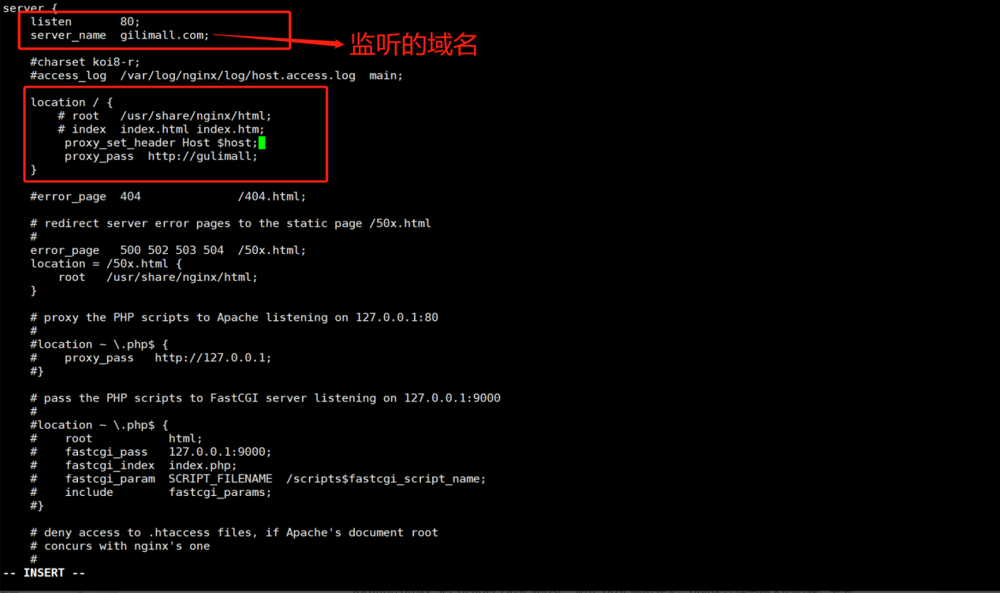 server {
    listen       80;
    server_name  gilimall.com;
监听的域名
    #charset koi8-r;
    #access_log  /var/log/nginx/log/host.access.log  main;
    location / {
        # root   /usr/share/nginx/html;
        # index  index.html index.htm;
         proxy_set_header Host $host;
         proxy_pass  http://gulimall;
    }
    #error_page  404              /404.html;
    # redirect server error pages to the static page /50x.html
    #
    error_page   500 502 503 504  /50x.html;
    location = /50x.html {
        root   /usr/share/nginx/html;
    }
    # proxy the PHP scripts to Apache listening on 127.0.0.1:80
    #
    #location ~ \.php$ {
    #    proxy_pass   http://127.0.0.1;
    #}
    # pass the PHP scripts to FastCGI server listening on 127.0.0.1:9000
    #
    #location ~ \.php$ {
    #    root           html;
    #    fastcgi_pass   127.0.0.1:9000;
    #    fastcgi_index  index.php;
    #    fastcgi_param  SCRIPT_FILENAME  /scripts$fastcgi_script_name;
    #    include        fastcgi_params;
    #}
    # deny access to .htaccess files, if Apache's document root
    # concurs with nginx's one
    #
-- INSERT --